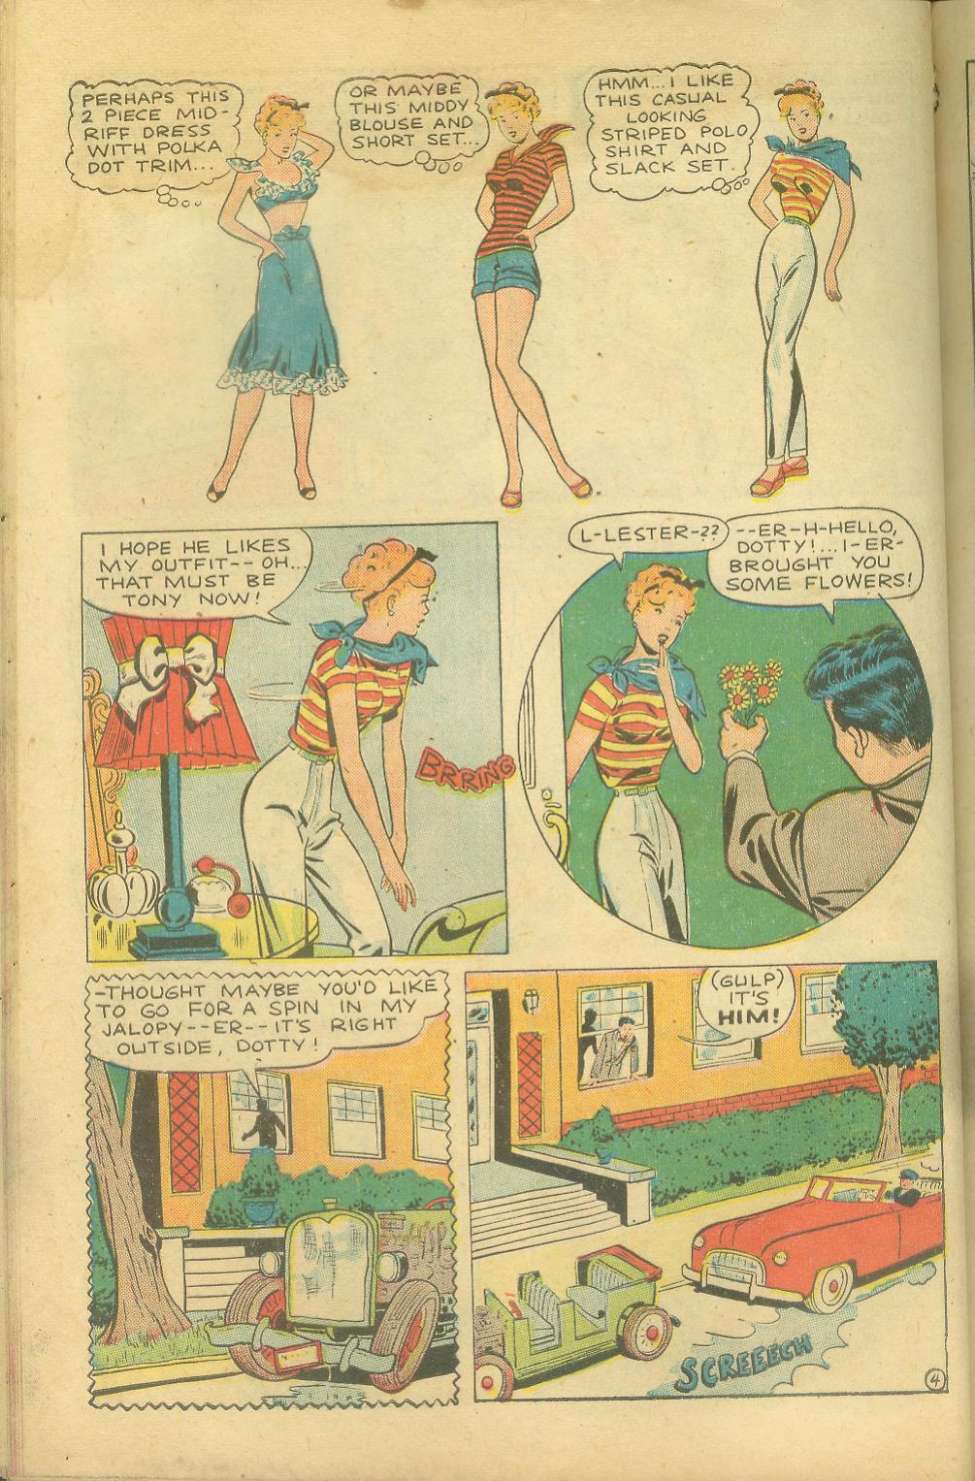 PERHAPS THIS
2 PIECE MID-
RIFF DRESS
WITH POLKA
DOT TRIM...
OR MAYBE
THIS MIDDY
BLOUSE AND
SHORT SET...
HMM...I LIKE
THIS CASUAL
LOOKING
STRIPED POLO
SHIRT AND
SLACK SET.
I HOPE HE LIKES
MY OUTFIT--OH...
THAT MUST BE
TONY NOW!
BRRING
L-LESTER-??
--ER-H-HELLO,
DOTTY!...I-ER-
BROUGHT YOU
SOME FLOWERS!
-THOUGHT MAYBE YOU'D LIKE
TO GO FOR A SPIN IN MY
JALOPY--ER--IT'S RIGHT
OUTSIDE, DOTTY!
(GULP)
IT'S
HIM!
SCREEECH
4